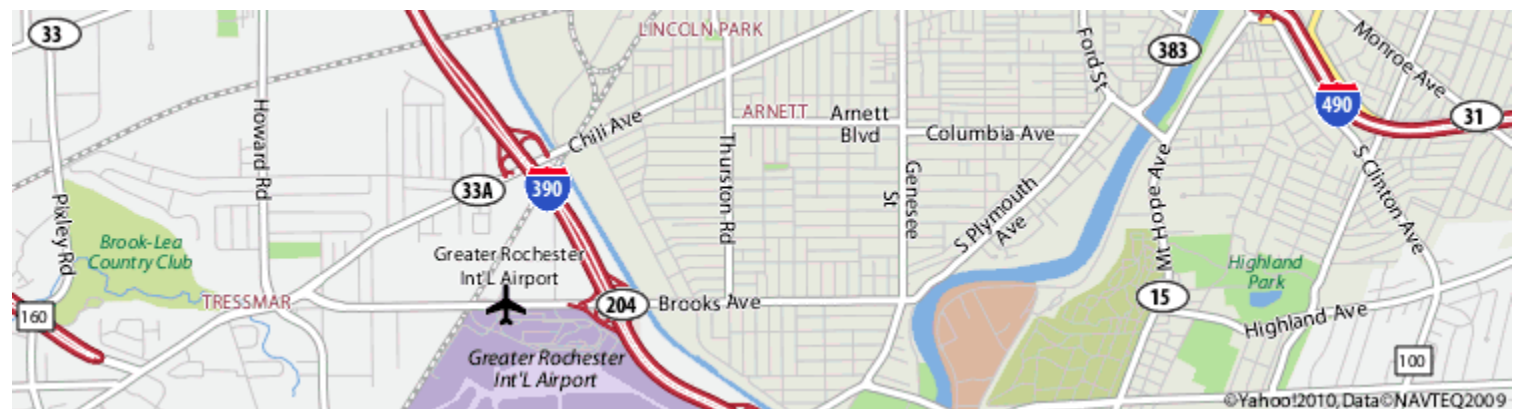 33
LINCOLN PARK
383
Ford St
Monroe Ave
490
31
Howard Rd
Chili Ave
ARNETT
Arnett
Blvd
Columbia Ave
Thurston Rd
Genesee
St
Mt Hope Ave
S Clinton Ave
33A
390
Pixley Rd
S Plymouth
Ave
Brook-Lea
Country Club
Greater Rochester
Int'L Airport
Highland
Park
TRESSMAR
160
204
Brooks Ave
15
Highland Ave
Greater Rochester
Int'L Airport
100
©Yahoo!2010, Data©NAVTEQ2009